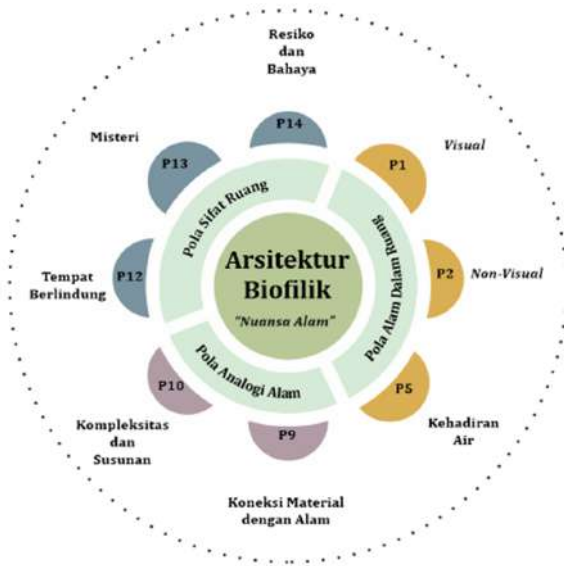 Resiko
dan
Bahaya
P14
Misteri
P13
P1
Visual
Pola Sifat Ruang
Pola Alam Dalam Ruang
Arsitektur
Biofilik
"Nuansa Alam"
P12
Tempat
Berlindung
P2
Non-Visual
Pola Analogi Alam
P10
P5
Kompleksitas
dan
Susunan
P9
Kehadiran
Air
Koneksi Material
dengan Alam